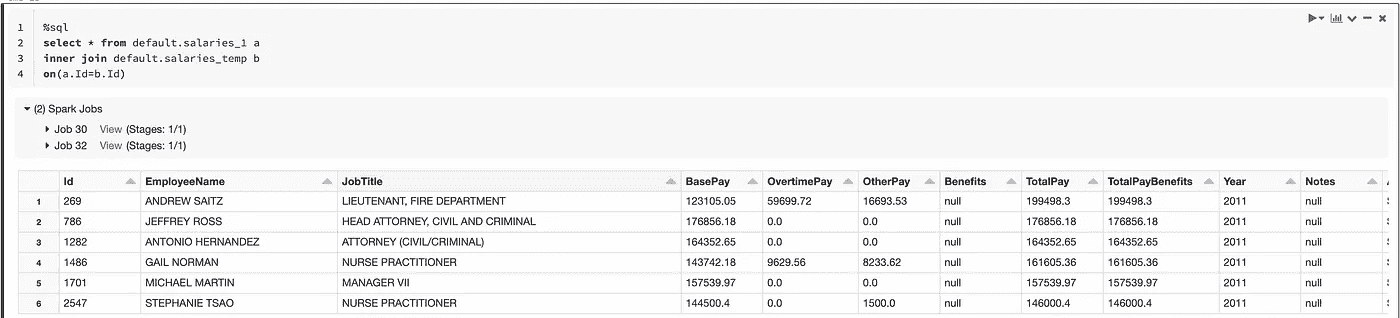 1 %sql
2 select * from default.salaries_1 a
3 inner join default.salaries_temp b
4 on(a.Id=b.Id)
(2) Spark Jobs
Job 30 View (Stages: 1/1)
Job 32 View (Stages: 1/1)
Id EmployeeName JobTitle BasePay OvertimePay OtherPay Benefits TotalPay TotalPayBenefits Year Notes
1 269 ANDREW SAITZ LIEUTENANT, FIRE DEPARTMENT 123105.05 59699.72 16693.53 null 199498.3 199498.3 2011 null
2 786 JEFFREY ROSS HEAD ATTORNEY, CIVIL AND CRIMINAL 176856.18 0.0 0.0 null 176856.18 176856.18 2011 null
3 1282 ANTONIO HERNANDEZ ATTORNEY (CIVIL/CRIMINAL) 164352.65 0.0 0.0 null 164352.65 164352.65 2011 null
4 1486 GAIL NORMAN NURSE PRACTITIONER 143742.18 9629.56 8233.62 null 161605.36 161605.36 2011 null
5 1701 MICHAEL MARTIN MANAGER VII 157539.97 0.0 0.0 null 157539.97 157539.97 2011 null
6 2547 STEPHANIE TSAO NURSE PRACTITIONER 144500.4 0.0 1500.0 null 146000.4 146000.4 2011 null